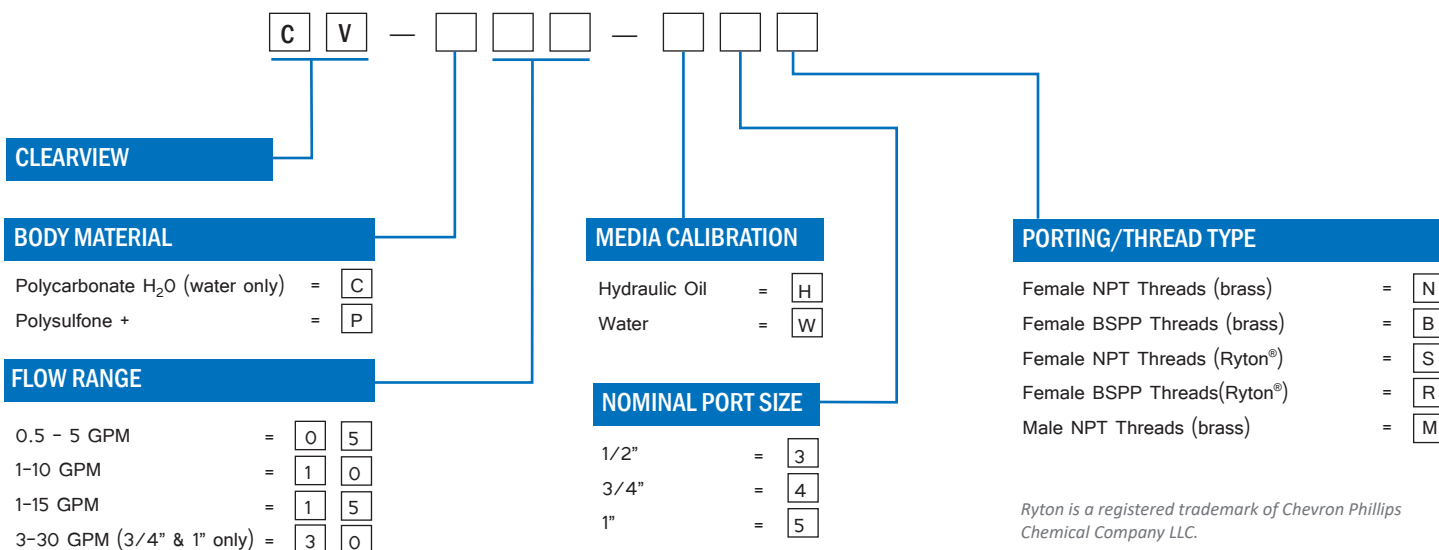 C V — —
CLEARVIEW
BODY MATERIAL
Polycarbonate H₂0 (water only) = C
Polysulfone + = P
FLOW RANGE
0.5 - 5 GPM = 0 5
1-10 GPM = 1 0
1-15 GPM = 1 5
3-30 GPM (3/4” & 1” only) = 3 0
MEDIA CALIBRATION
Hydraulic Oil = H
Water = W
NOMINAL PORT SIZE
1/2” = 3
3/4” = 4
1” = 5
PORTING/THREAD TYPE
Female NPT Threads (brass) = N
Female BSPP Threads (brass) = B
Female NPT Threads (Ryton®) = S
Female BSPP Threads(Ryton®) = R
Male NPT Threads (brass) = M
Ryton is a registered trademark of Chevron Phillips
Chemical Company LLC.